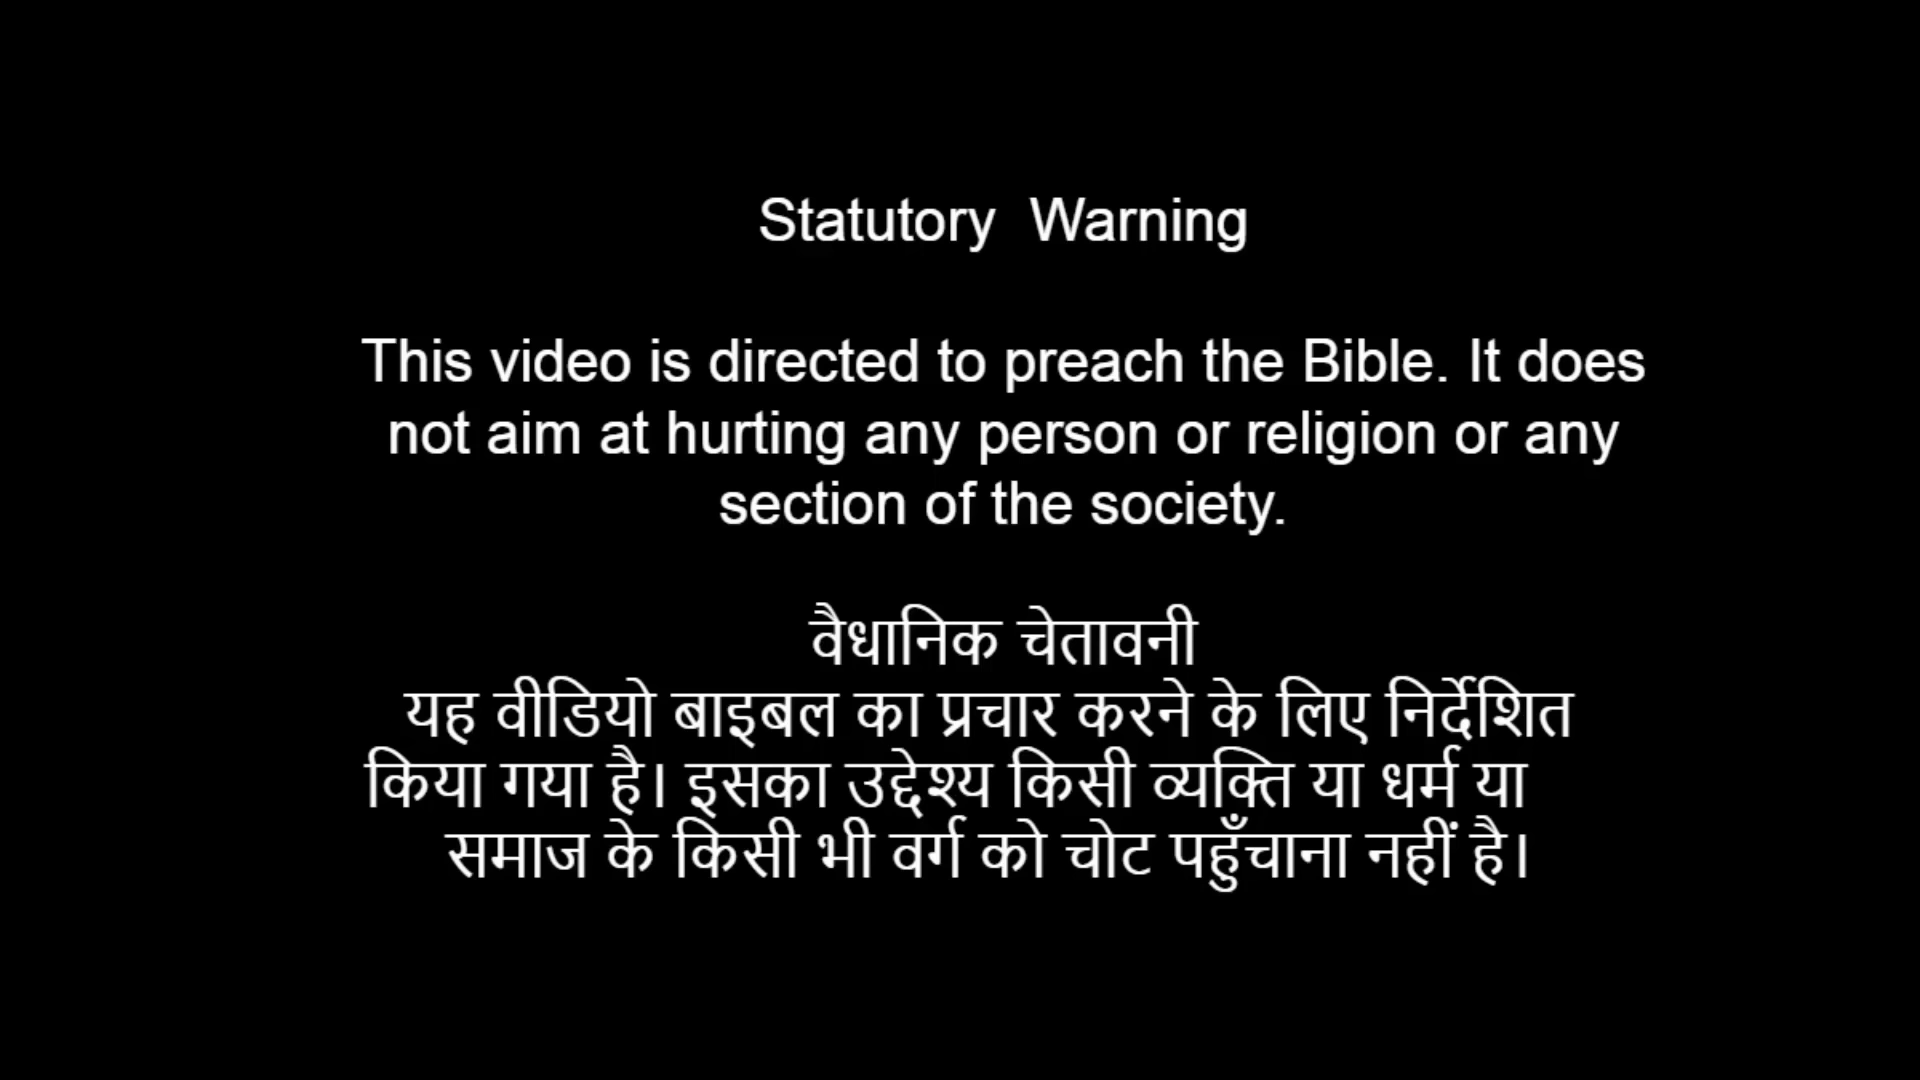 Statutory  Warning
This video is directed to preach the Bible. It does
not aim at hurting any person or religion or any
section of the society.
वैधानिक चेतावनी
यह वीडियो बाइबल का प्रचार करने के लिए निर्देशित
किया गया है। इसका उद्देश्य किसी व्यक्ति या धर्म या
समाज के किसी भी वर्ग को चोट पहुँचाना नहीं है।